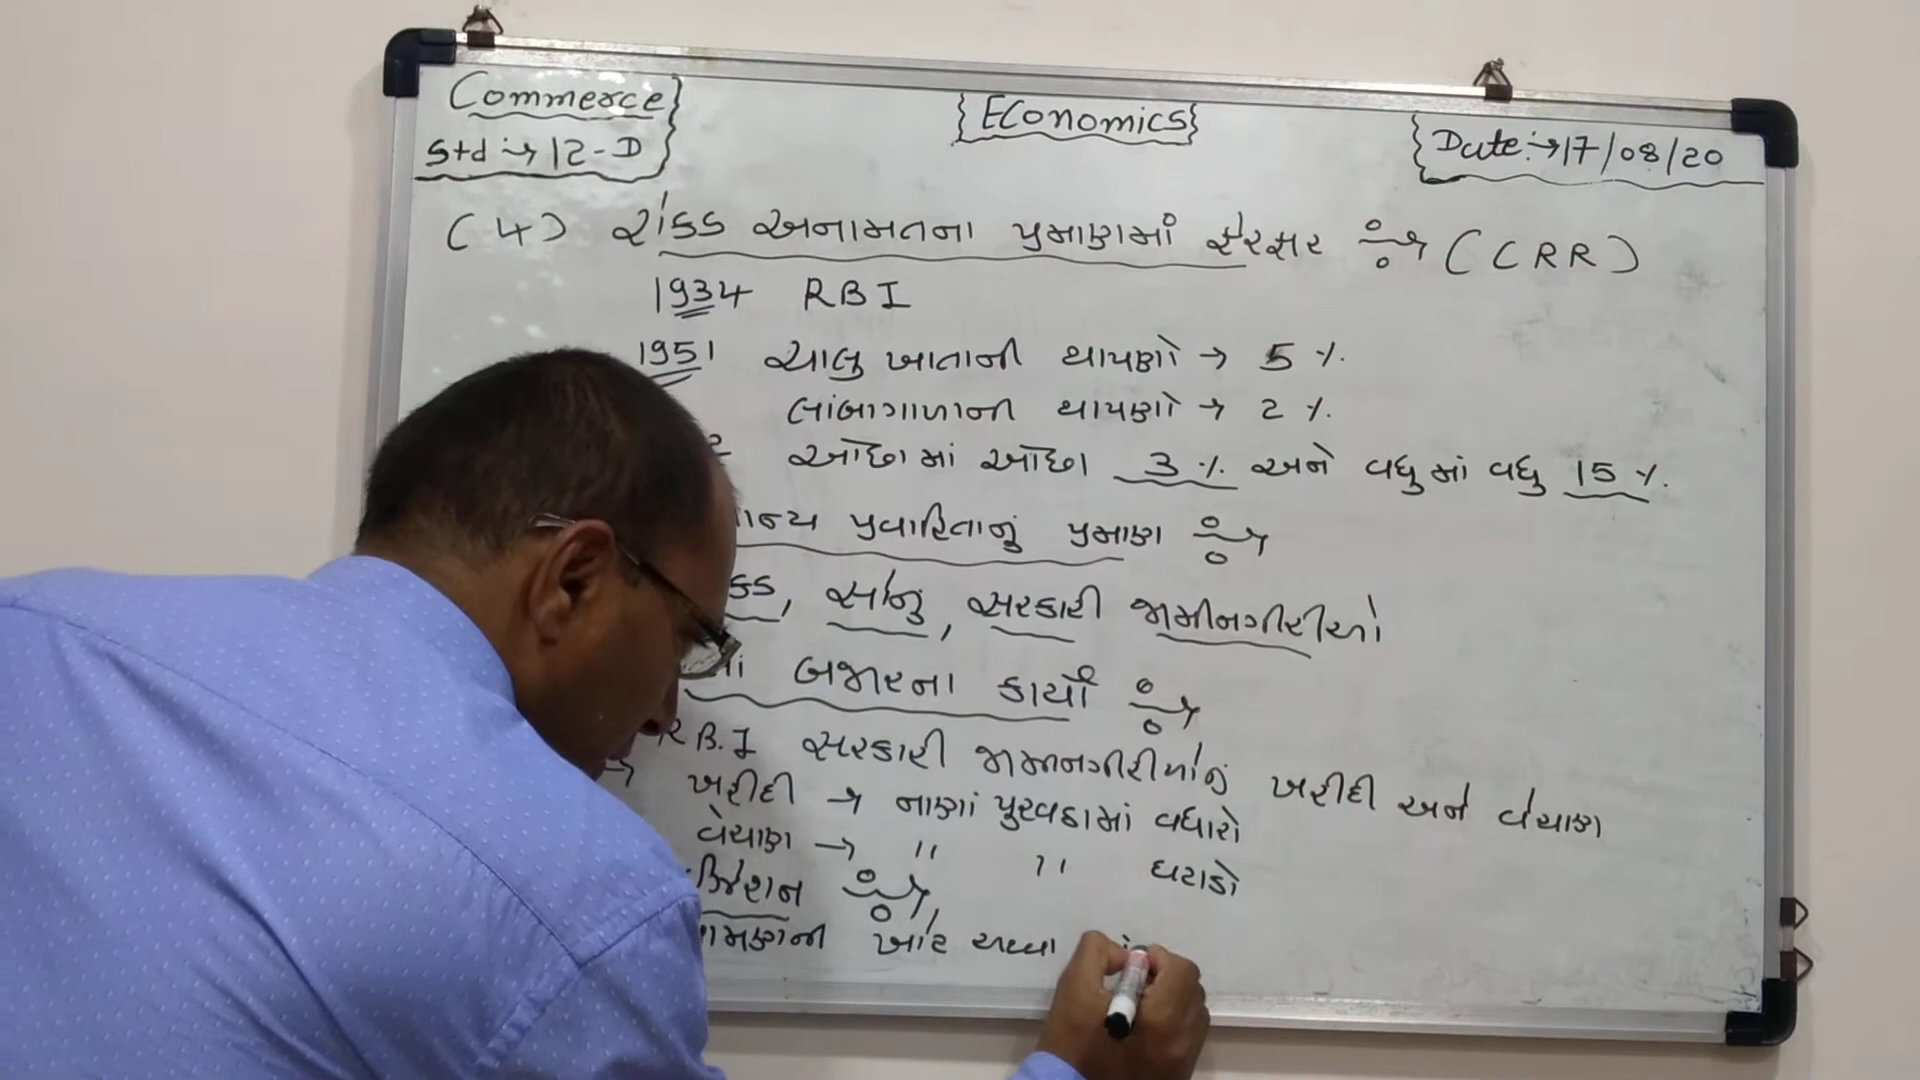 Commerce
Std :→ 12-D
Economics
Date:→17/08/20
(4) રોકડ અનામતના પ્રમાણમાં ફેરફાર :→ (CRR)
1934 RBI
1951 ચાલુ ખાતાની થાપણો → 5 %.
લાંબાગાળાની થાપણો → 2 %.
ઓછામાં ઓછા 3 %. અને વધુમાં વધુ 15 %.
પ્રવાહિતાનું પ્રમાણ :→
સોનું, સરકારી જામીનગીરીઓ
બજારના કાર્યો :→
R.B.I સરકારી જામીનગીરીઓનું ખરીદી અને વેચાણ
→ ખરીદી → નાણાં પુરવઠામાં વધારો
વેચાણ → " " ઘટાડો
:→